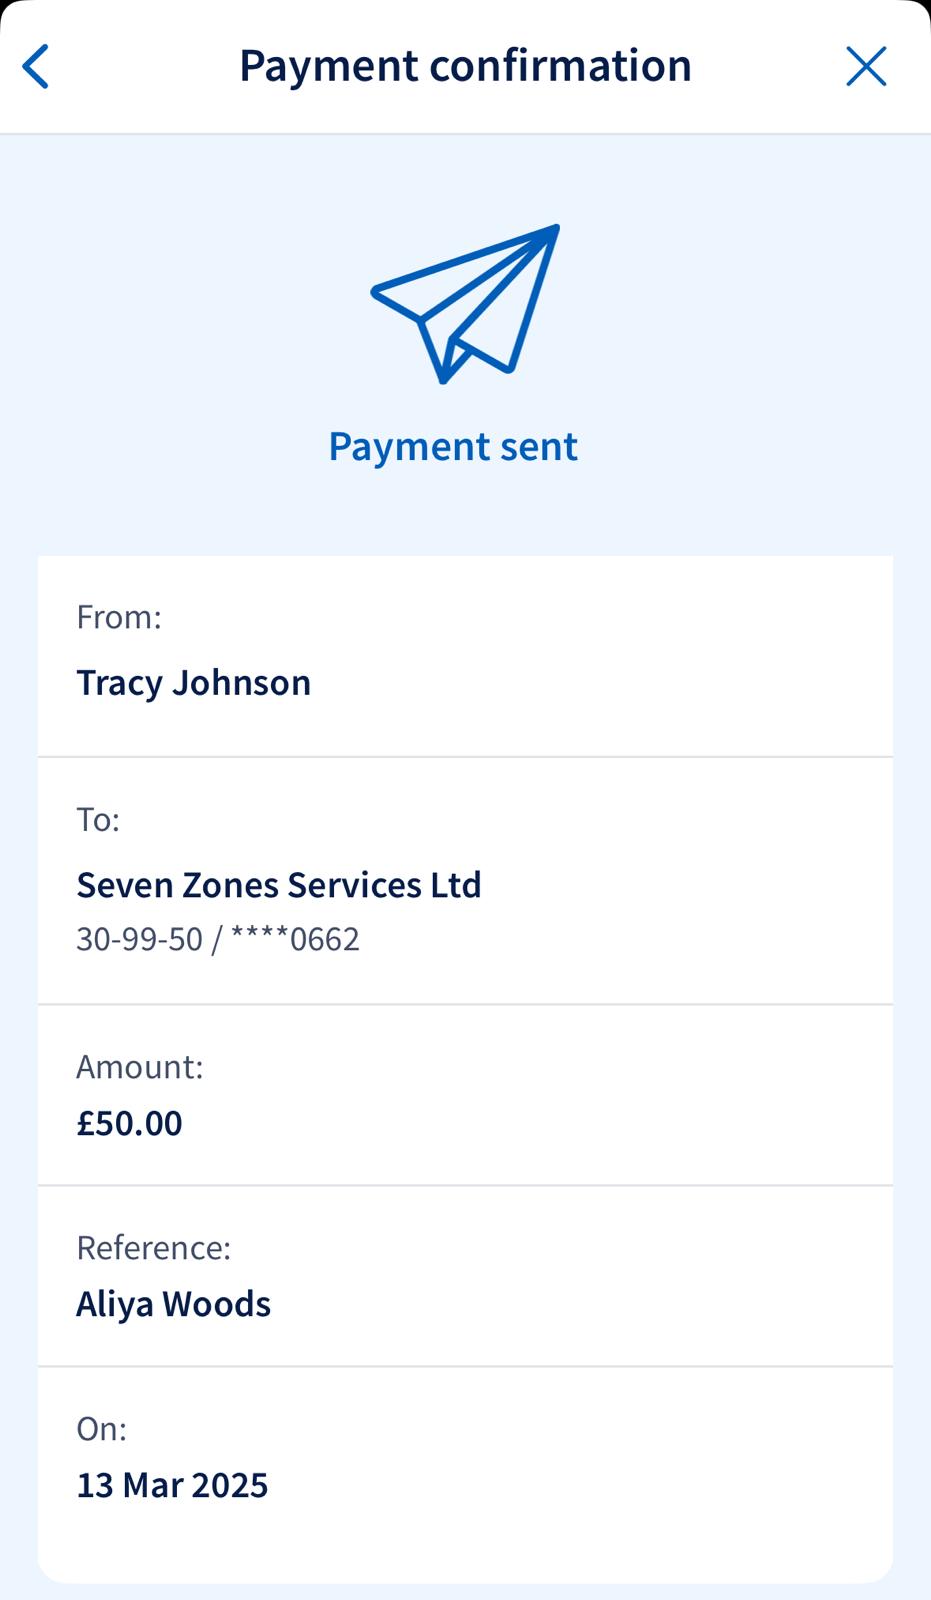 Payment confirmation
Payment sent
From:
Tracy Johnson
To:
Seven Zones Services Ltd
30-99-50 / ****0662
Amount:
£50.00
Reference:
Aliya Woods
On:
13 Mar 2025